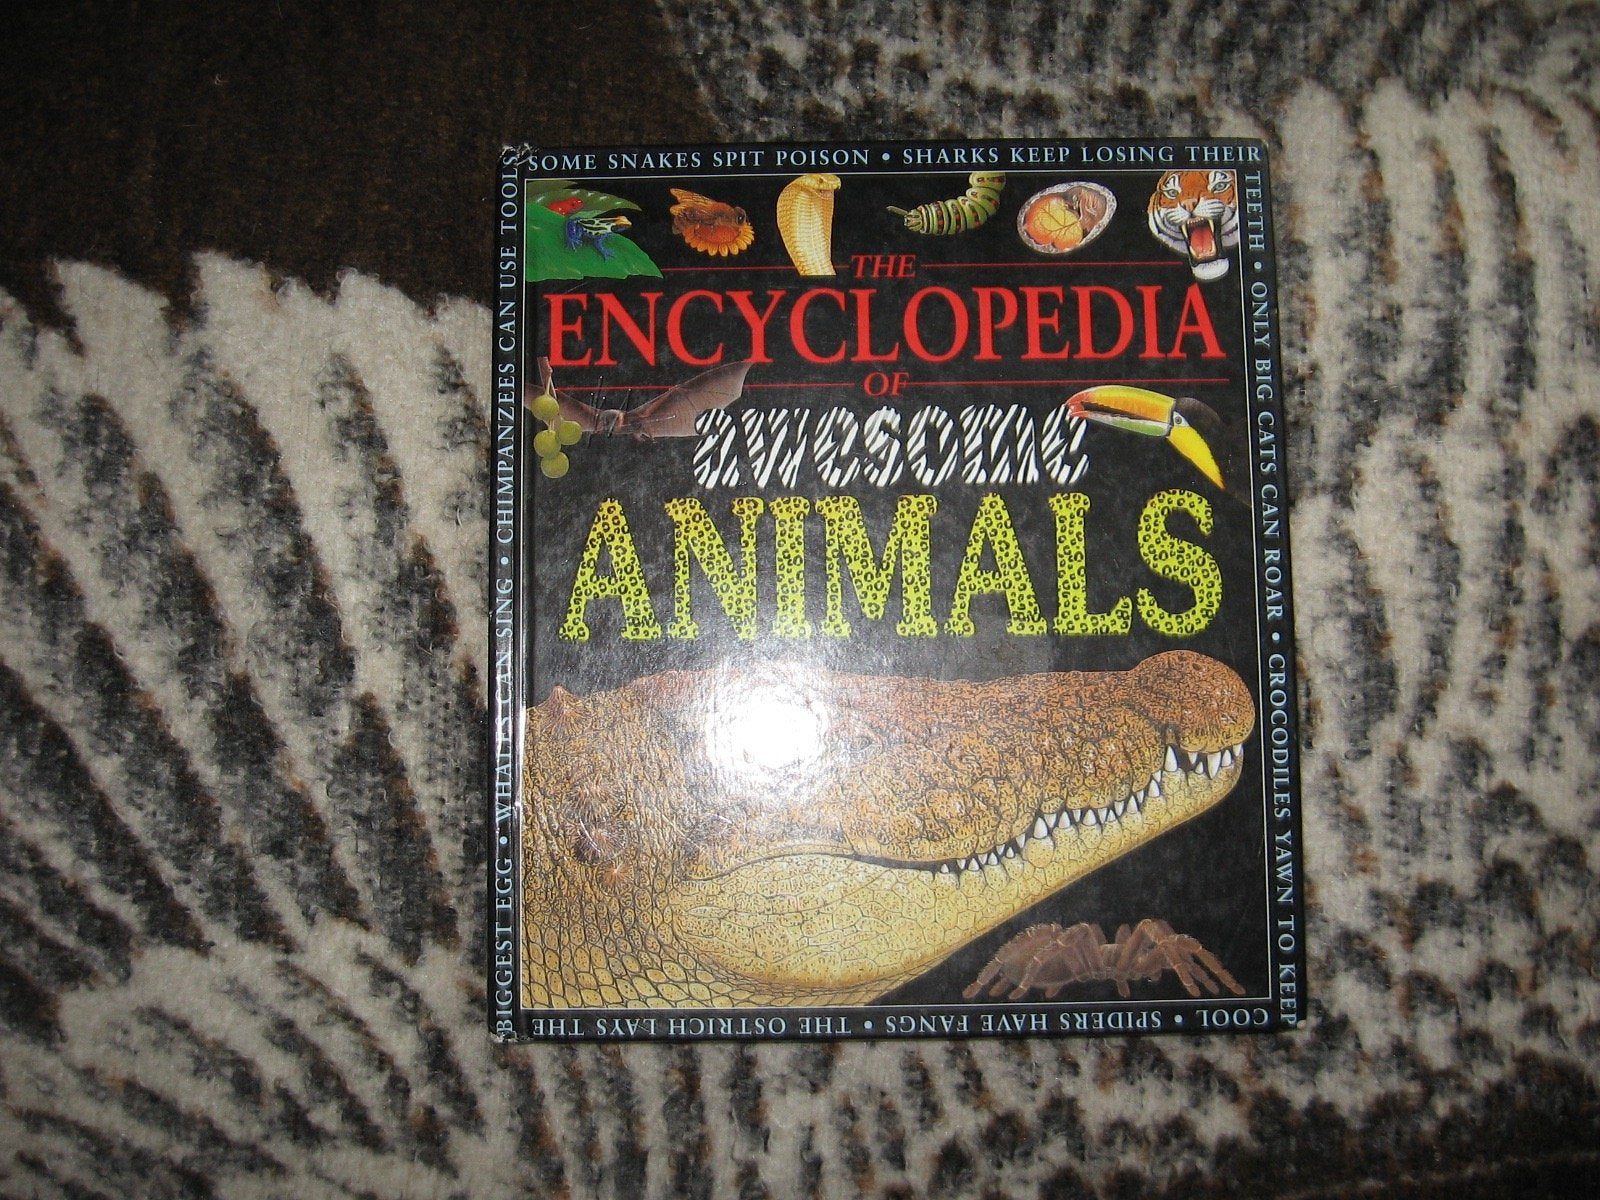 SOME SNAKES SPIT POISON • SHARKS KEEP LOSING THEIR
TEETH • ONLY BIG CATS CAN ROAR • CROCODILES YAWN TO KEEP
COOL • SPIDERS HAVE FANGS • THE OSTRICH LAYS THE
BIGGEST EGG • WHALES CAN SING • CHIMPANZEES CAN USE TOOLS
THE
ENCYCLOPEDIA
OF
awesome
ANIMALS